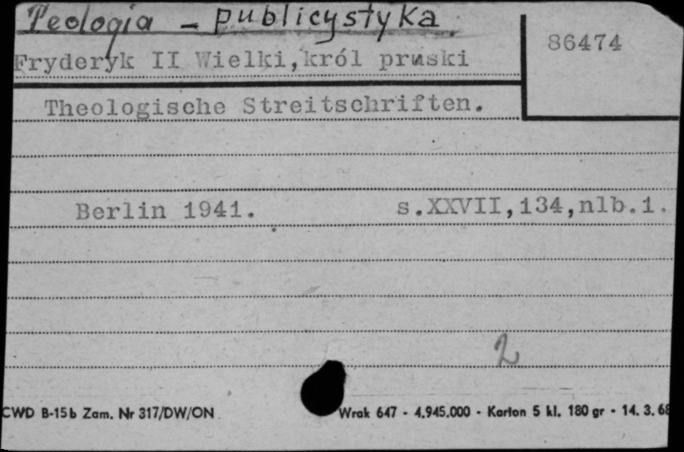 Teologia - publicystyka
86474
Fryderyk II Wielki,król pruski
Theologische Streitschriften.
Berlin 1941. s.XXVII,134,nlb.1.
2
CWD B-15b Zam. Nr 317/DW/ON Wrak 647 - 4.945.000 - Karton 5 kl. 180 gr - 14. 3. 68